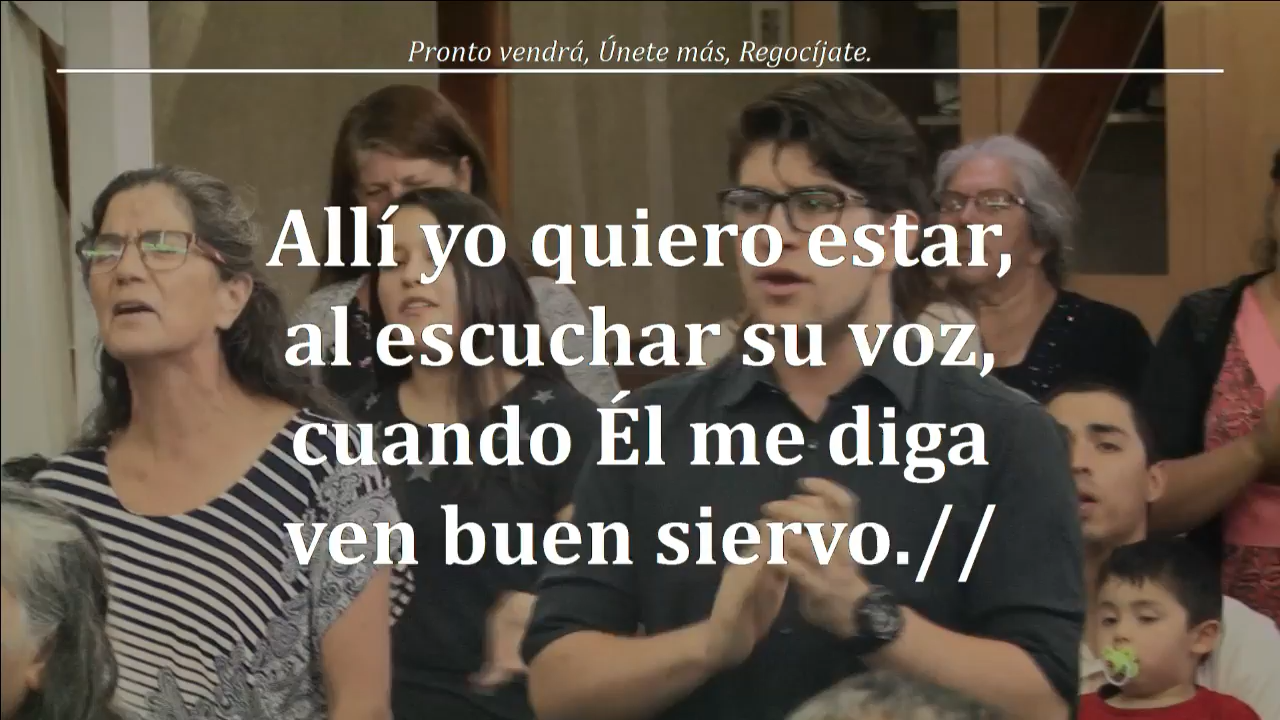 Pronto vendrá, Únete más, Regocíjate.
Allí yo quiero estar,
al escuchar su voz,
cuando Él me diga
ven buen siervo.//